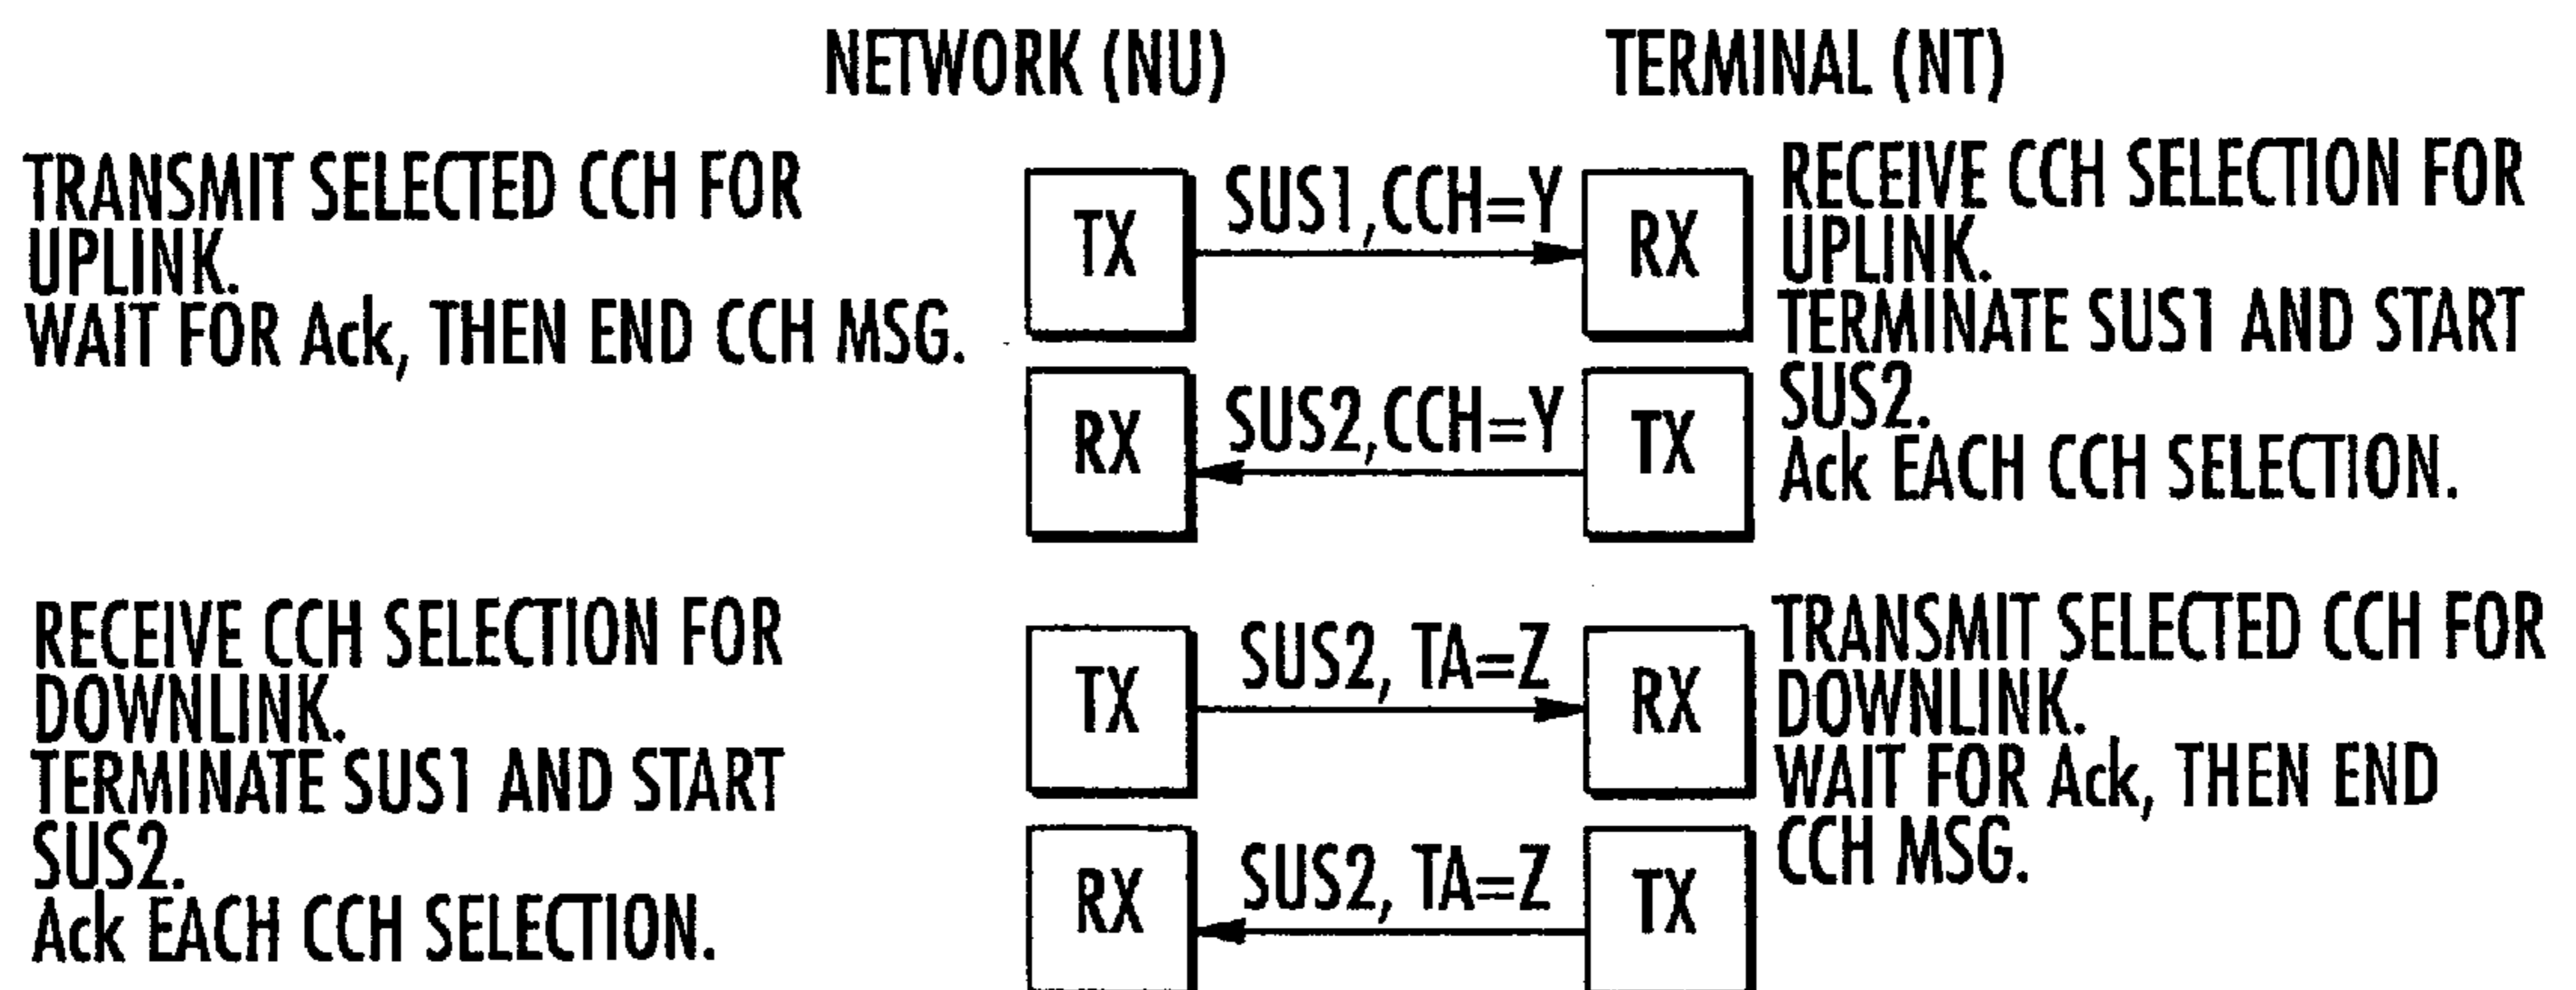 NETWORK (NU)
TERMINAL (NT)
TRANSMIT SELECTED CCH FOR
UPLINK.
WAIT FOR Ack, THEN END CCH MSG.
TX
SUS1,CCH=Y
RX
RECEIVE CCH SELECTION FOR
UPLINK.
TERMINATE SUS1 AND START
SUS2.
Ack EACH CCH SELECTION.
RX
SUS2,CCH=Y
TX
RECEIVE CCH SELECTION FOR
DOWNLINK.
TERMINATE SUS1 AND START
SUS2.
Ack EACH CCH SELECTION.
TX
SUS2, TA=Z
RX
TRANSMIT SELECTED CCH FOR
DOWNLINK.
WAIT FOR Ack, THEN END
CCH MSG.
RX
SUS2, TA=Z
TX